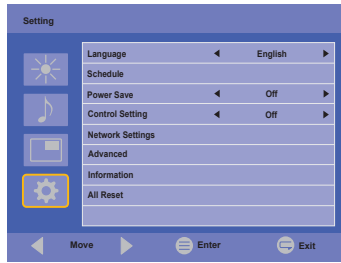 Setting
Language English
Schedule
Power Save Off
Control Setting Off
Network Settings
Advanced
Information
All Reset
Move Enter Exit